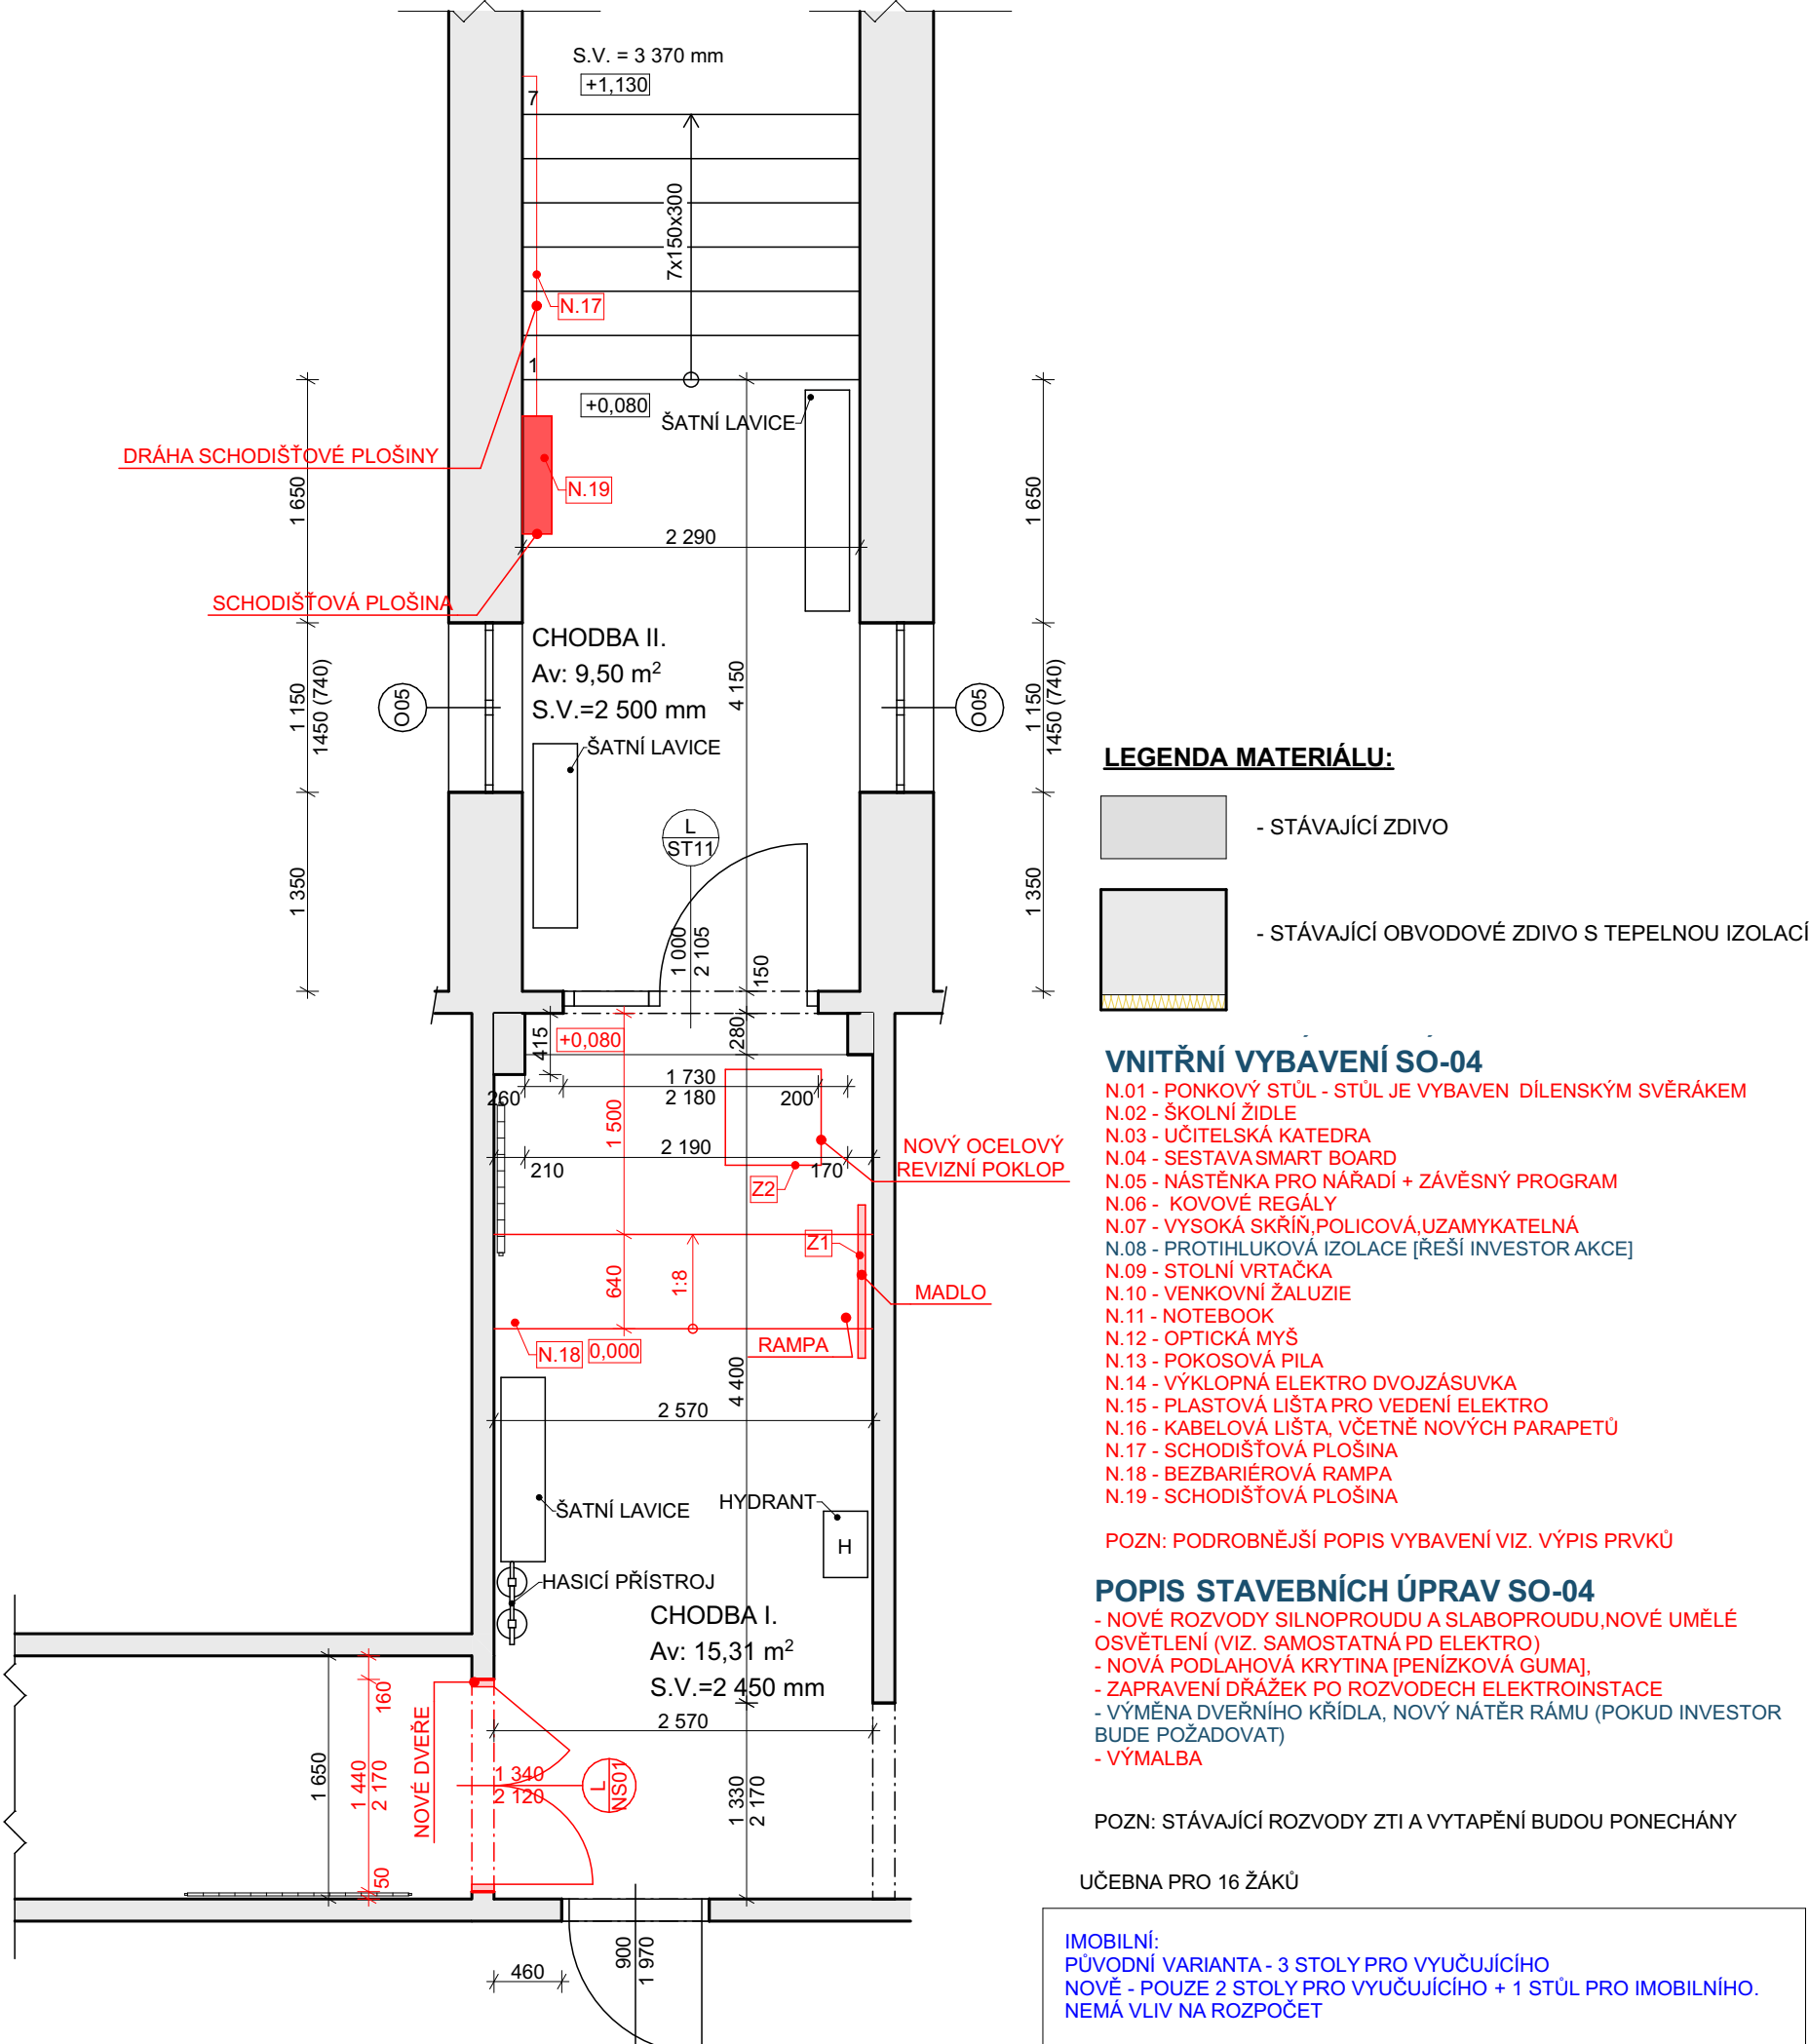 S.V. = 3 370 mm
+1,130
7
7x150x300
N.17
1
+0,080
ŠATNÍ LAVICE
DRÁHA SCHODIŠŤOVÉ PLOŠINY
N.19
1 650
1 650
2 290
SCHODIŠŤOVÁ PLOŠINA
CHODBA II.
Av: 9,50 m²
S.V.=2 500 mm
4 150
O05
O05
1 150
1450 (740)
1 150
1450 (740)
ŠATNÍ LAVICE
L
ST11
1 350
1 350
1 000
2 105
150
415
+0,080
280
260
1 730
2 180
200
1 500
2 190
210
170
NOVÝ OCELOVÝ
REVIZNÍ POKLOP
Z2
Z1
640
1:8
MADLO
N.18
0,000
RAMPA
4 400
2 570
ŠATNÍ LAVICE
HYDRANT
H
HASICÍ PŘÍSTROJ
CHODBA I.
Av: 15,31 m²
S.V.=2 450 mm
2 570
160
NOVÉ DVEŘE
1 650
1 440
2 170
1 340
2 120
L
NS01
1 330
2 170
50
460
900
1 970
LEGENDA MATERIÁLU:
- STÁVAJÍCÍ ZDIVO
- STÁVAJÍCÍ OBVODOVÉ ZDIVO S TEPELNOU IZOLACÍ
VNITŘNÍ VYBAVENÍ SO-04
N.01 - PONKOVÝ STŮL - STŮL JE VYBAVEN DÍLENSKÝM SVĚRÁKEM
N.02 - ŠKOLNÍ ŽIDLE
N.03 - UČITELSKÁ KATEDRA
N.04 - SESTAVA SMART BOARD
N.05 - NÁSTĚNKA PRO NÁŘADÍ + ZÁVĚSNÝ PROGRAM
N.06 - KOVOVÉ REGÁLY
N.07 - VYSOKÁ SKŘÍŇ,POLICOVÁ,UZAMYKATELNÁ
N.08 - PROTIHLUKOVÁ IZOLACE [ŘEŠÍ INVESTOR AKCE]
N.09 - STOLNÍ VRTAČKA
N.10 - VENKOVNÍ ŽALUZIE
N.11 - NOTEBOOK
N.12 - OPTICKÁ MYŠ
N.13 - POKOSOVÁ PILA
N.14 - VÝKLOPNÁ ELEKTRO DVOJZÁSUVKA
N.15 - PLASTOVÁ LIŠTA PRO VEDENÍ ELEKTRO
N.16 - KABELOVÁ LIŠTA, VČETNĚ NOVÝCH PARAPETŮ
N.17 - SCHODIŠŤOVÁ PLOŠINA
N.18 - BEZBARIÉROVÁ RAMPA
N.19 - SCHODIŠŤOVÁ PLOŠINA
POZN: PODROBNĚJŠÍ POPIS VYBAVENÍ VIZ. VÝPIS PRVKŮ
POPIS STAVEBNÍCH ÚPRAV SO-04
- NOVÉ ROZVODY SILNOPROUDU A SLABOPROUDU,NOVÉ UMĚLÉ
OSVĚTLENÍ (VIZ. SAMOSTATNÁ PD ELEKTRO)
- NOVÁ PODLAHOVÁ KRYTINA [PENÍZKOVÁ GUMA],
- ZAPRAVENÍ DŘÁŽEK PO ROZVODECH ELEKTROINSTACE
- VÝMĚNA DVEŘNÍHO KŘÍDLA, NOVÝ NÁTĚR RÁMU (POKUD INVESTOR
BUDE POŽADOVAT)
- VÝMALBA
POZN: STÁVAJÍCÍ ROZVODY ZTI A VYTAPĚNÍ BUDOU PONECHÁNY
UČEBNA PRO 16 ŽÁKŮ
IMOBILNÍ:
PŮVODNÍ VARIANTA - 3 STOLY PRO VYUČUJÍCÍHO
NOVĚ - POUZE 2 STOLY PRO VYUČUJÍCÍHO + 1 STŮL PRO IMOBILNÍHO.
NEMÁ VLIV NA ROZPOČET